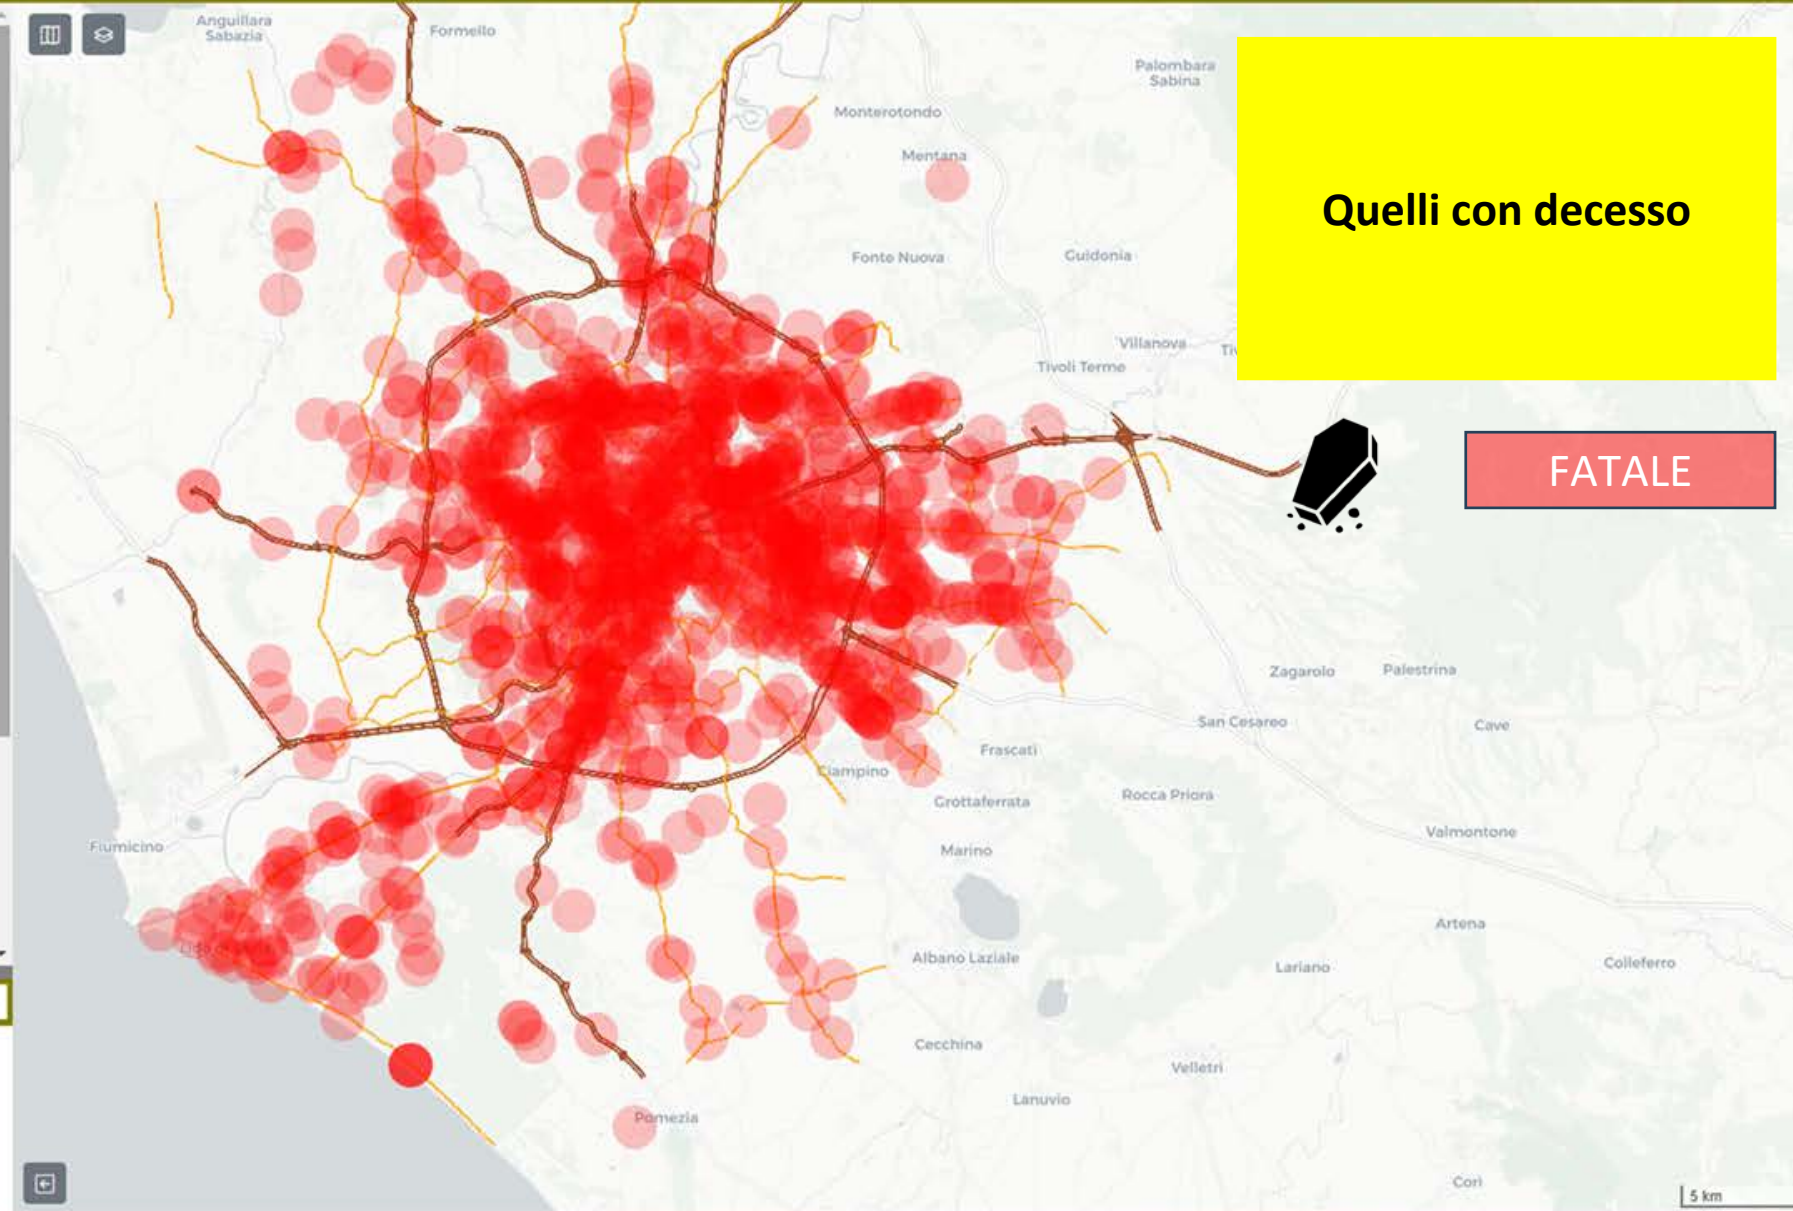 Anguillara
Sabazia
Formello
Palombara
Sabina
Monterotondo
Mentana
Quelli con decesso
Fonte Nuova
Guidonia
Villanova
Tivoli Terme
FATALE
Zagarolo
Palestrina
San Cesareo
Cave
Frascati
Ciampino
Grottaferrata
Rocca Priora
Valmontone
Fiumicino
Marino
Artena
Albano Laziale
Lariano
Colleferro
Cecchina
Velletri
Lanuvio
Pomezia
Cori
5 km